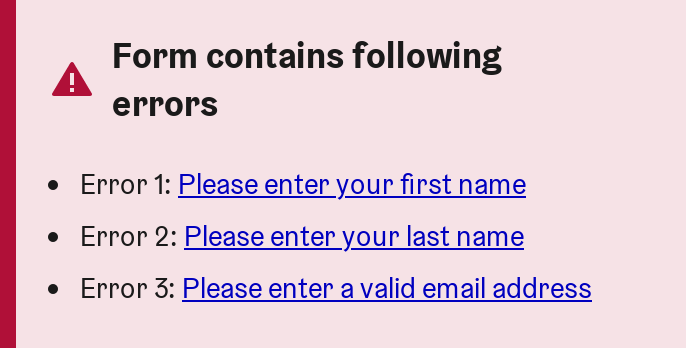 Form contains following
errors
• Error 1: Please enter your first name
• Error 2: Please enter your last name
• Error 3: Please enter a valid email address